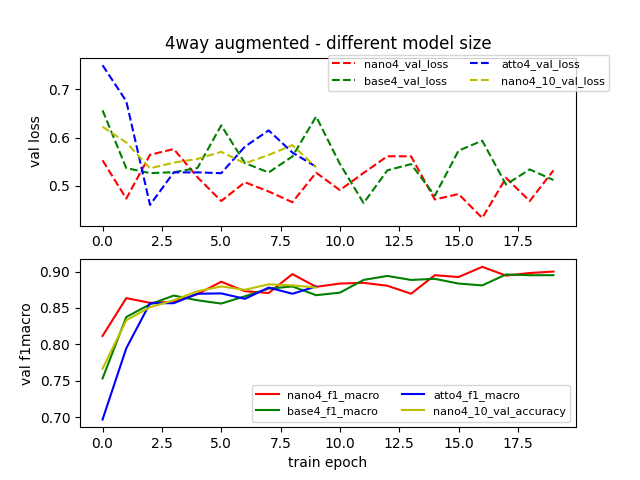 4way augmented - different model size
nano4_val_loss
base4_val_loss
atto4_val_loss
nano4_10_val_loss
val loss
0.7
0.6
0.5
0.0 2.5 5.0 7.5 10.0 12.5 15.0 17.5
val f1macro
0.90
0.85
0.80
0.75
0.70
nano4_f1_macro
base4_f1_macro
atto4_f1_macro
nano4_10_val_accuracy
0.0 2.5 5.0 7.5 10.0 12.5 15.0 17.5
train epoch